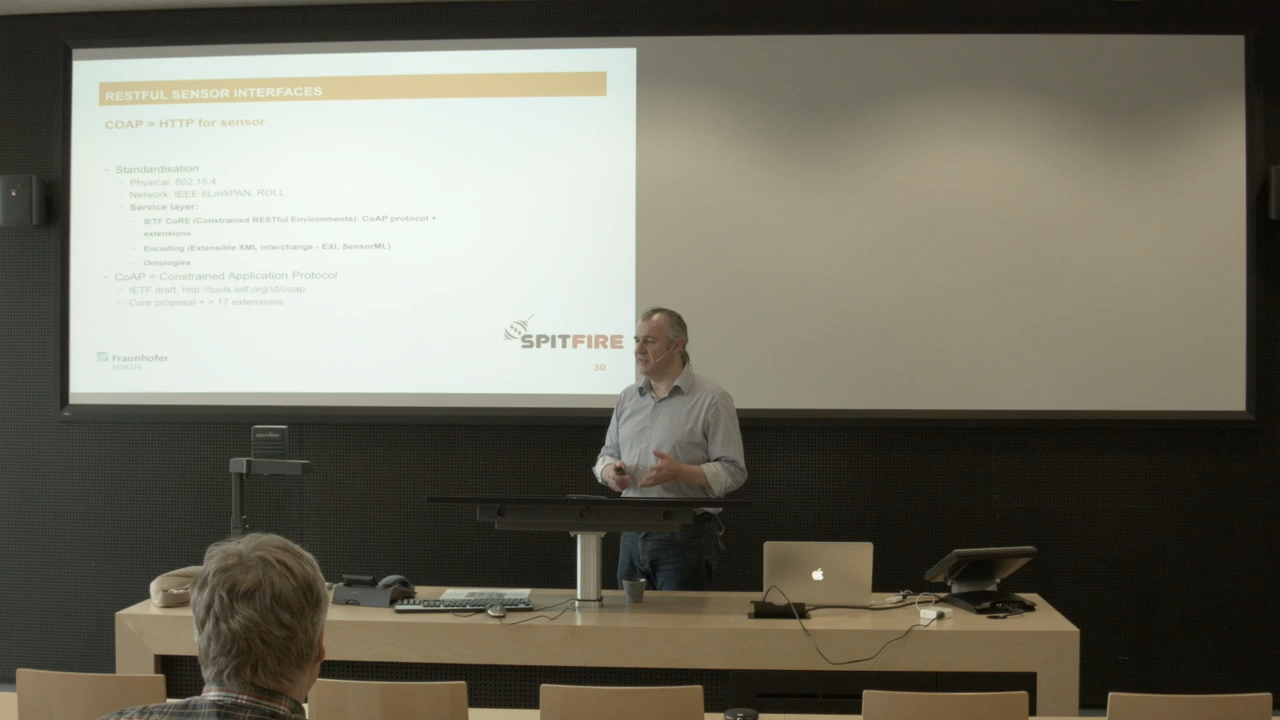 RESTFUL SENSOR INTERFACES
COAP = HTTP for sensor
– Standardisation
– Physical: 802.15.4
– Network: IEEE 6LoWPAN, ROLL
– Service layer:
– IETF CoRE (Constrained RESTful Environments): CoAP protocol +
extensions
– Encoding (Extensible XML interchange - EXI, SensorML)
– Ontologies
– CoAP = Constrained Application Protocol
– IETF draft, http://tools.ietf.org/id/coap
– Core proposal + > 17 extensions
SPITFIRE
Fraunhofer
FOKUS
30